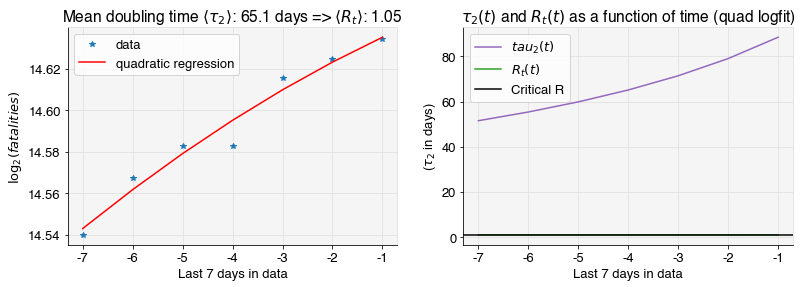 Mean doubling time ⟨τ₂⟩: 65.1 days => ⟨Rₜ⟩: 1.05
data
quadratic regression
log₂(fatalities)
14.62
14.60
14.58
14.56
14.54
-7 -6 -5 -4 -3 -2 -1
Last 7 days in data
τ₂(t) and Rₜ(t) as a function of time (quad logfit)
tau₂(t)
Rₜ(t)
Critical R
(τ₂ in days)
80
60
40
20
0
-7 -6 -5 -4 -3 -2 -1
Last 7 days in data